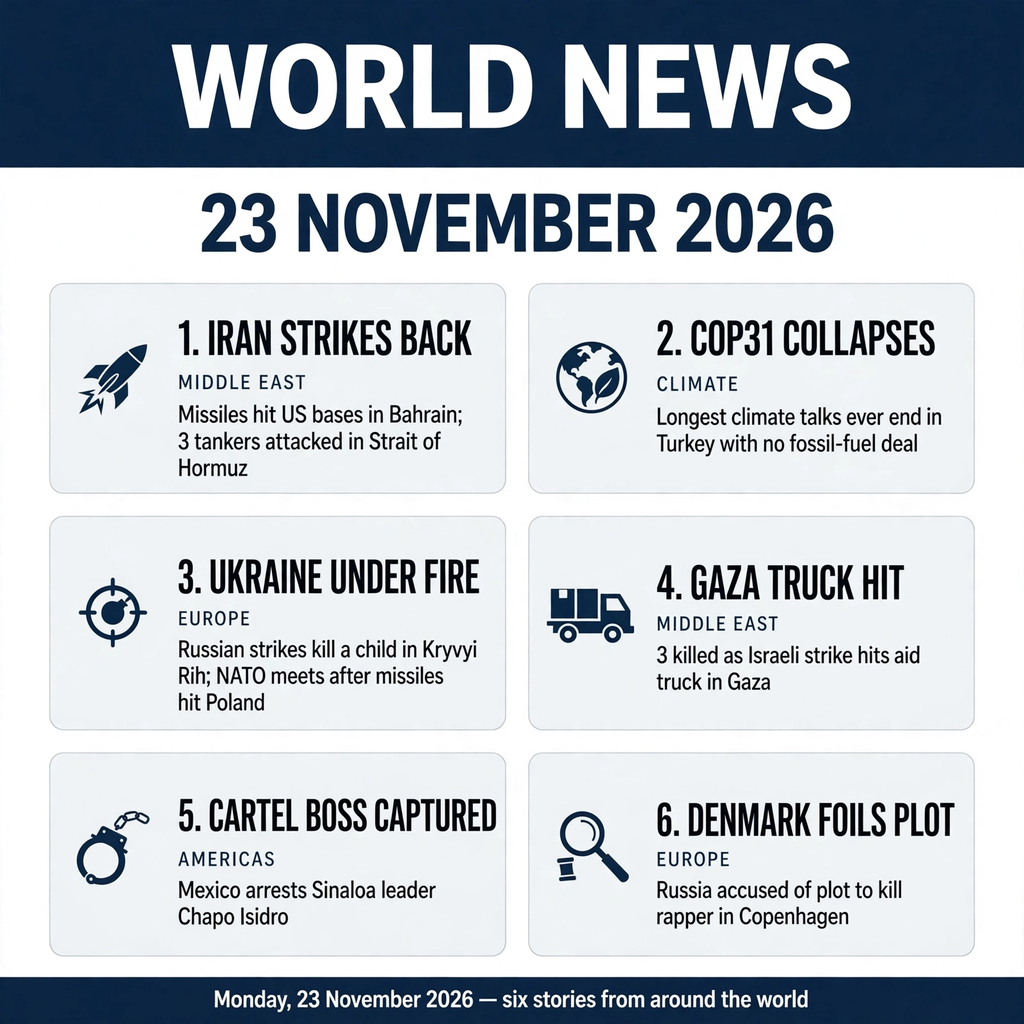 WORLD NEWS
23 NOVEMBER 2026
1. IRAN STRIKES BACK
MIDDLE EAST
Missiles hit US bases in Bahrain;
3 tankers attacked in Strait of
Hormuz
2. COP31 COLLAPSES
CLIMATE
Longest climate talks ever end in
Turkey with no fossil-fuel deal
3. UKRAINE UNDER FIRE
EUROPE
Russian strikes kill a child in Kryvyi
Rih; NATO meets after missiles
hit Poland
4. GAZA TRUCK HIT
MIDDLE EAST
3 killed as Israeli strike hits aid
truck in Gaza
5. CARTEL BOSS CAPTURED
AMERICAS
Mexico arrests Sinaloa leader
Chapo Isidro
6. DENMARK FOILS PLOT
EUROPE
Russia accused of plot to kill
rapper in Copenhagen
Monday, 23 November 2026 — six stories from around the world